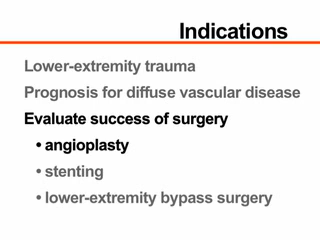 Indications
Lower-extremity trauma
Prognosis for diffuse vascular disease
Evaluate success of surgery
• angioplasty
• stenting
• lower-extremity bypass surgery